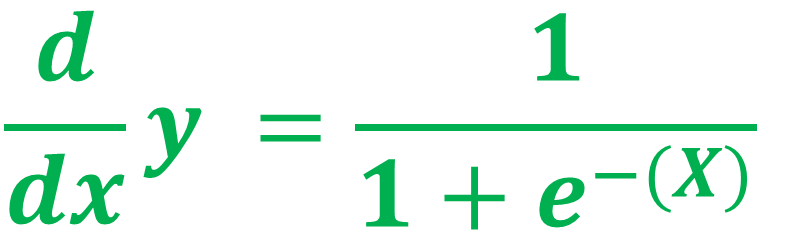 d/dx y = 1/(1 + e^−(X))